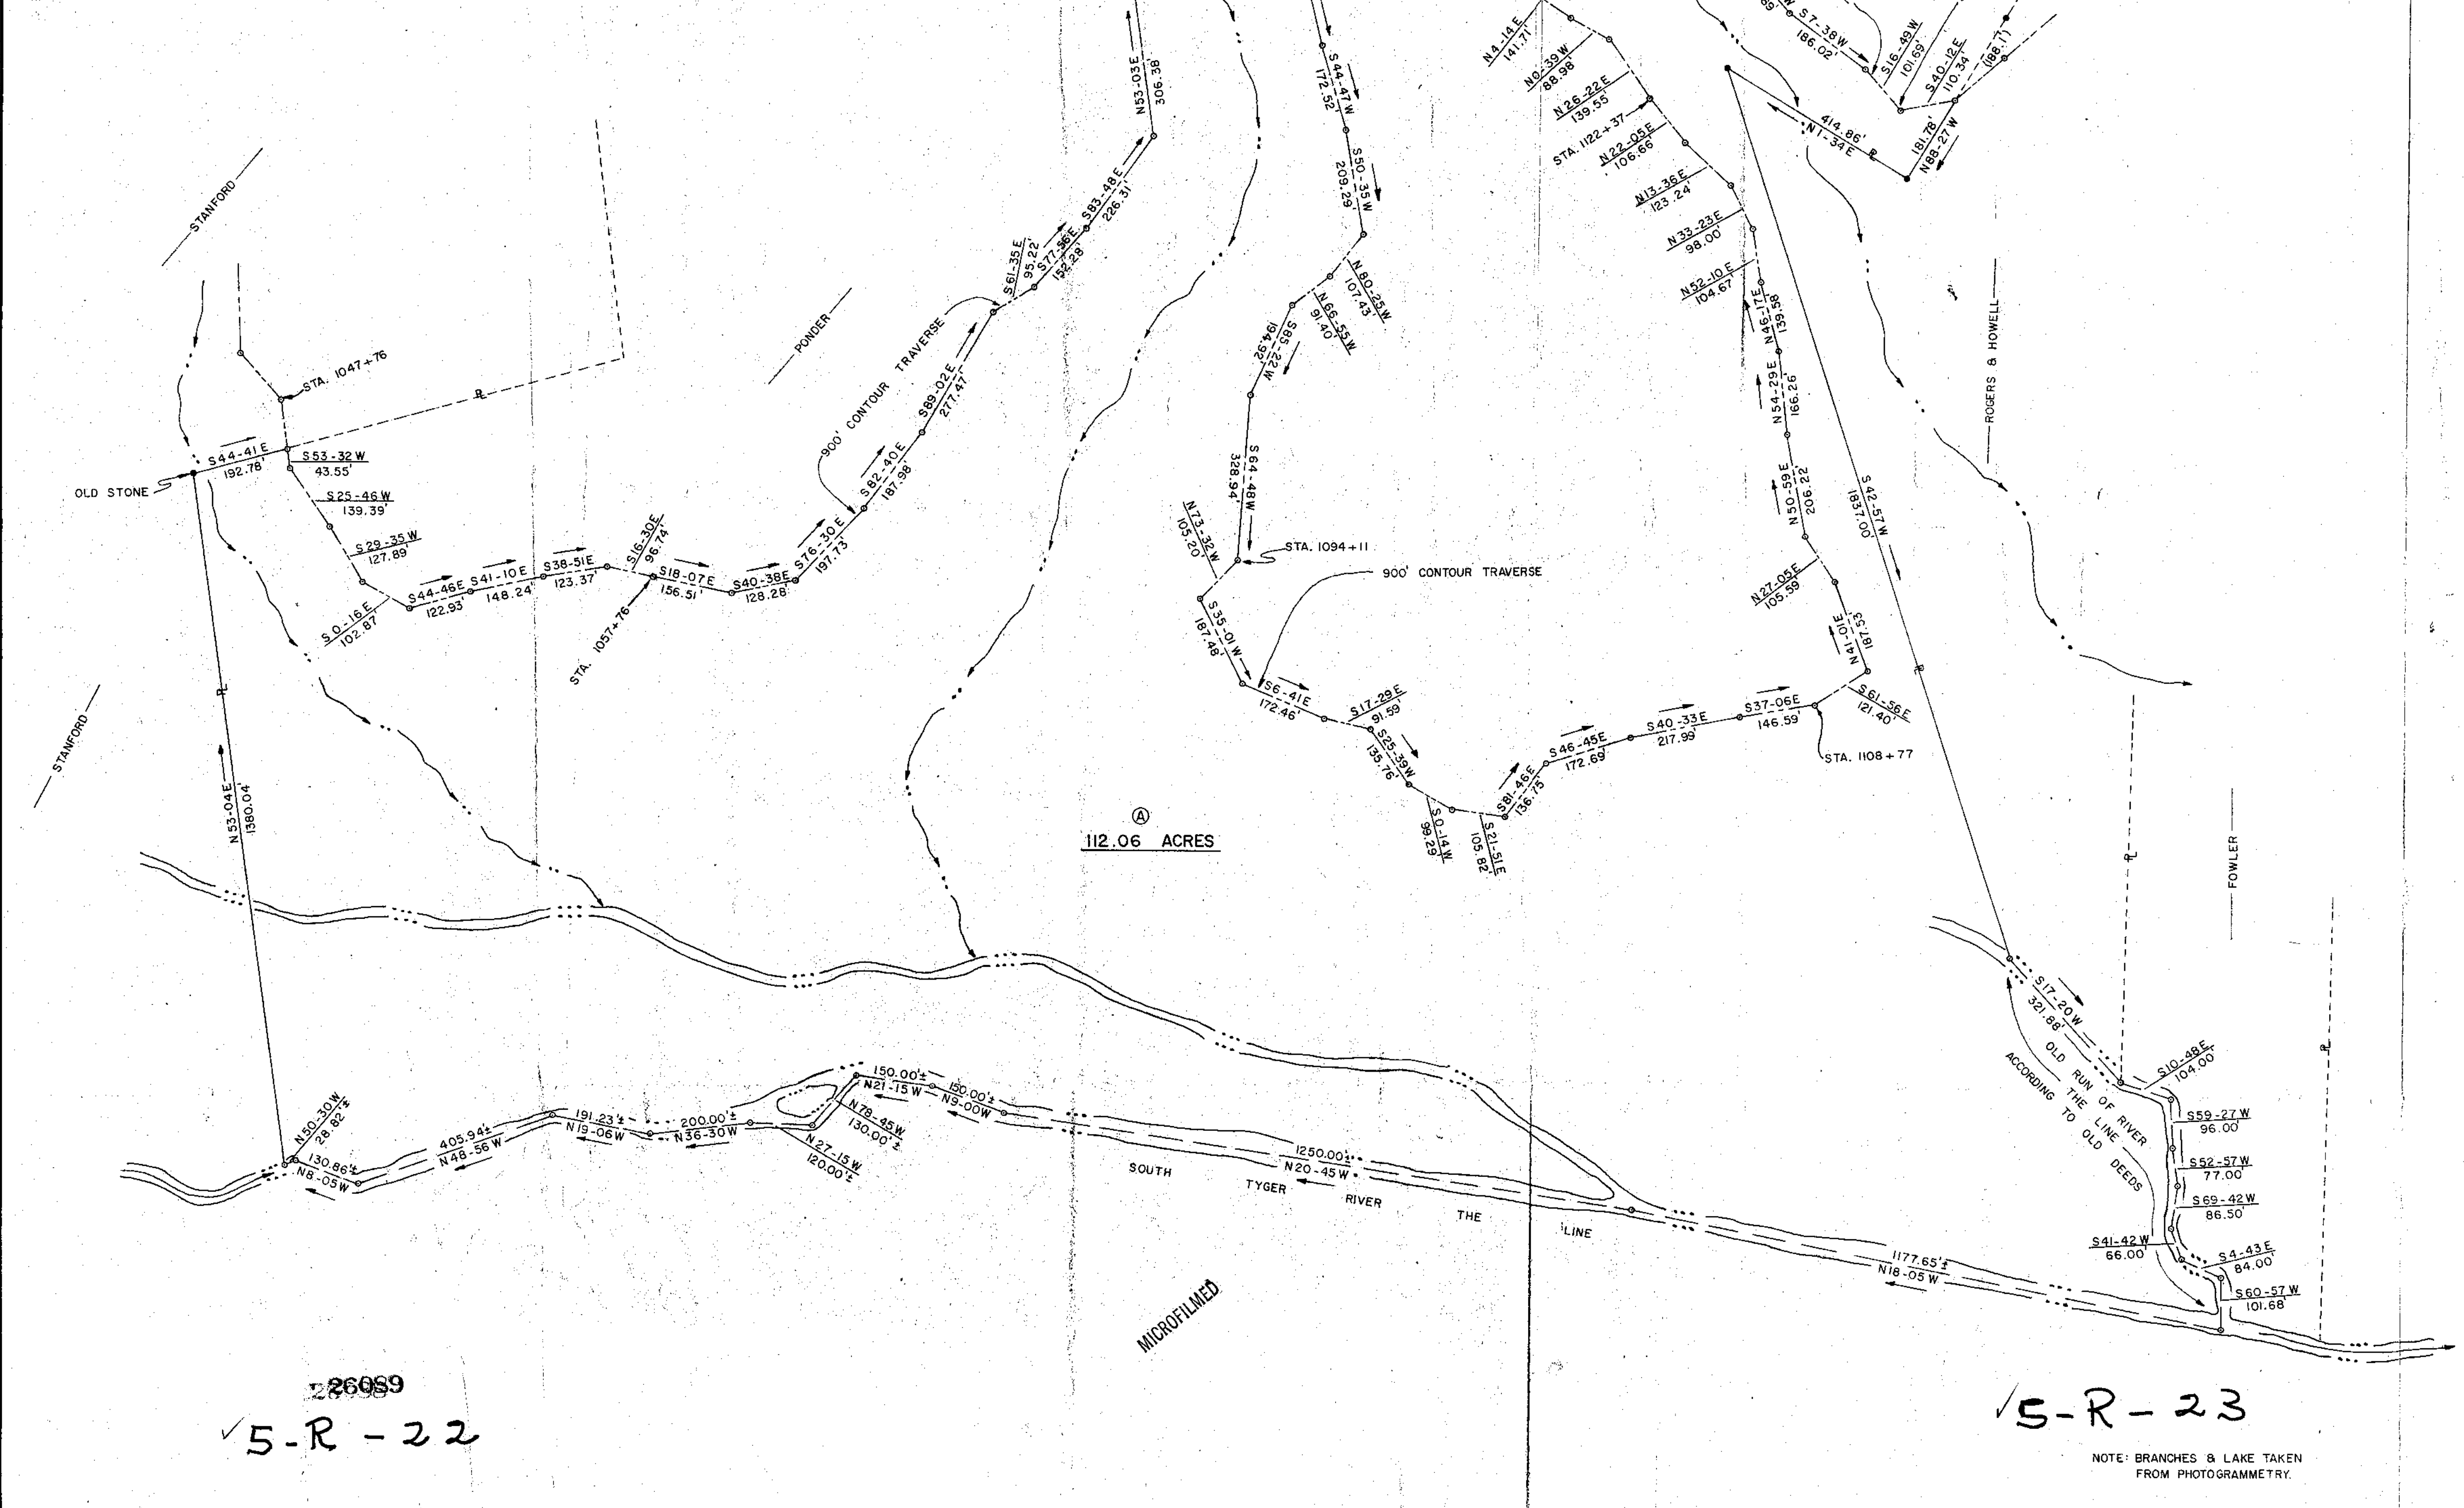 N53-03E
306.38'
S44-47W
172.52'
N4-14E
141.71'
N0-39W
88.98'
N26-22E
139.55
STA. 1122+37
N22-05E
106.66'
N13-36E
123.24'
N33-23E
98.00'
N52-10E
104.67'
N46-17E
139.58
N54-29E
166.26'
N50-59E
206.22'
N27-05E
105.59'
N41-01E
187.53'
S7-38W
186.02'
S16-49W
101.69'
S40-12E
110.34'
(188.1')
181.78'
N88-27W
414.86'
N1-34E
S42-57W
1837.00'
ROGERS & HOWELL
STANFORD
STA. 1047+76
S44-41E
192.78'
OLD STONE
S53-32W
43.55'
S25-46W
139.39'
S29-35W
127.89'
S0-16E
102.87'
S44-46E
122.93'
S41-10E
148.24'
S38-51E
123.37'
S16-30E
96.74'
STA. 1057+76
S18-07E
156.51'
S40-38E
128.28'
S76-30E
197.73'
S82-40E
187.98'
S89-02E
277.47'
S61-35E
95.22'
S77-56E
152.28'
S83-48E
226.31'
900' CONTOUR TRAVERSE
PONDER
S50-35W
209.29'
N80-25W
107.43'
N66-55W
91.40'
S85-22W
194.92'
S64-48W
328.94'
STA. 1094+11
N73-32W
105.20'
900' CONTOUR TRAVERSE
S35-01W
187.48'
S6-41E
172.46'
S17-29E
91.59'
S25-39W
135.76'
S0-14W
99.29
S21-51E
105.82'
S81-46E
136.75'
S46-45E
172.69'
S40-33E
217.99'
S37-06E
146.59'
STA. 1108+77
S61-56E
121.40'
STANFORD
N53-04E
1380.04'
A
112.06 ACRES
FOWLER
S17-20W
321.88'
OLD RUN OF RIVER
THE LINE
ACCORDING TO OLD DEEDS
S10-48E
104.00'
S59-27W
96.00'
S52-57W
77.00'
S69-42W
86.50'
S41-42W
66.00'
S4-43E
84.00'
S60-57W
101.68'
N50-30W
28.82'±
130.86'±
N8-05W
405.94'±
N48-56W
191.23'±
N19-06W
200.00'±
N36-30W
N27-15W
120.00'±
N78-45W
130.00'±
150.00'±
N21-15W
150.00'±
N9-00W
1250.00'±
N20-45W
SOUTH TYGER RIVER THE LINE
1177.65'±
N18-05W
MICROFILMED
26089
✓5-R-22
✓5-R-23
NOTE: BRANCHES & LAKE TAKEN
FROM PHOTOGRAMMETRY.